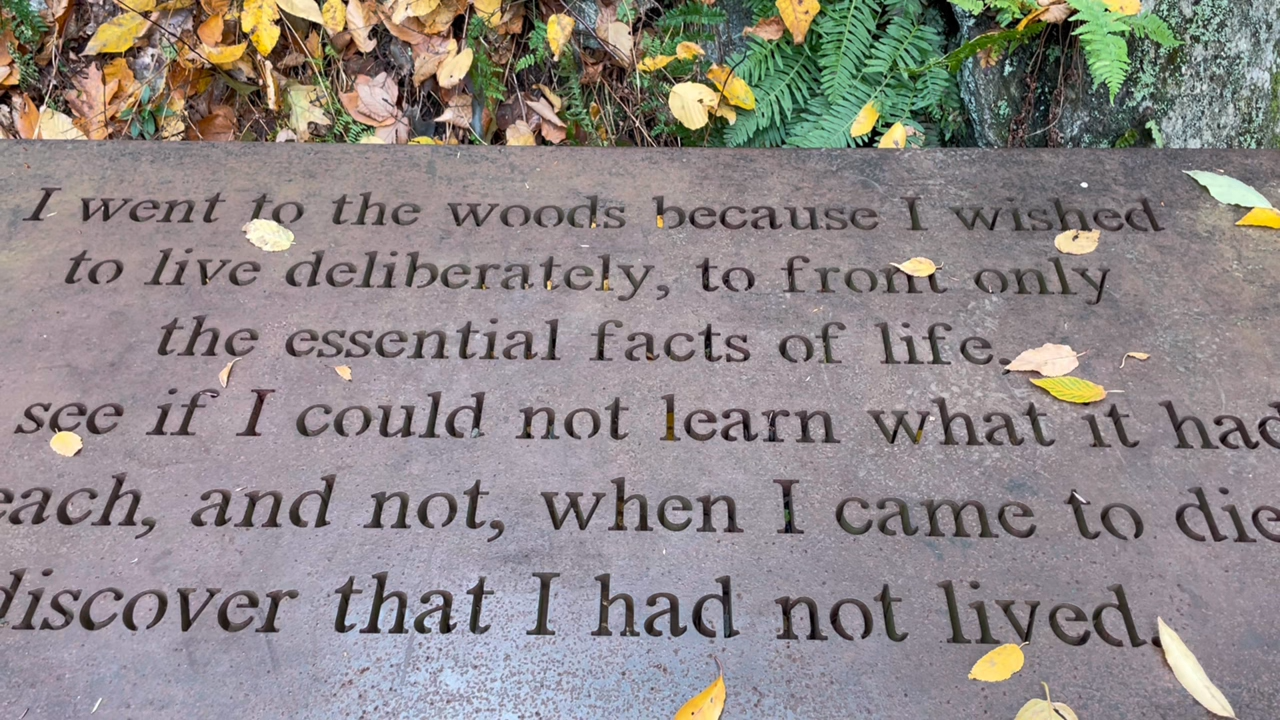 I went to the woods because I wished
to live deliberately, to front only
the essential facts of life.
see if I could not learn what it had
each, and not, when I came to die
discover that I had not lived.